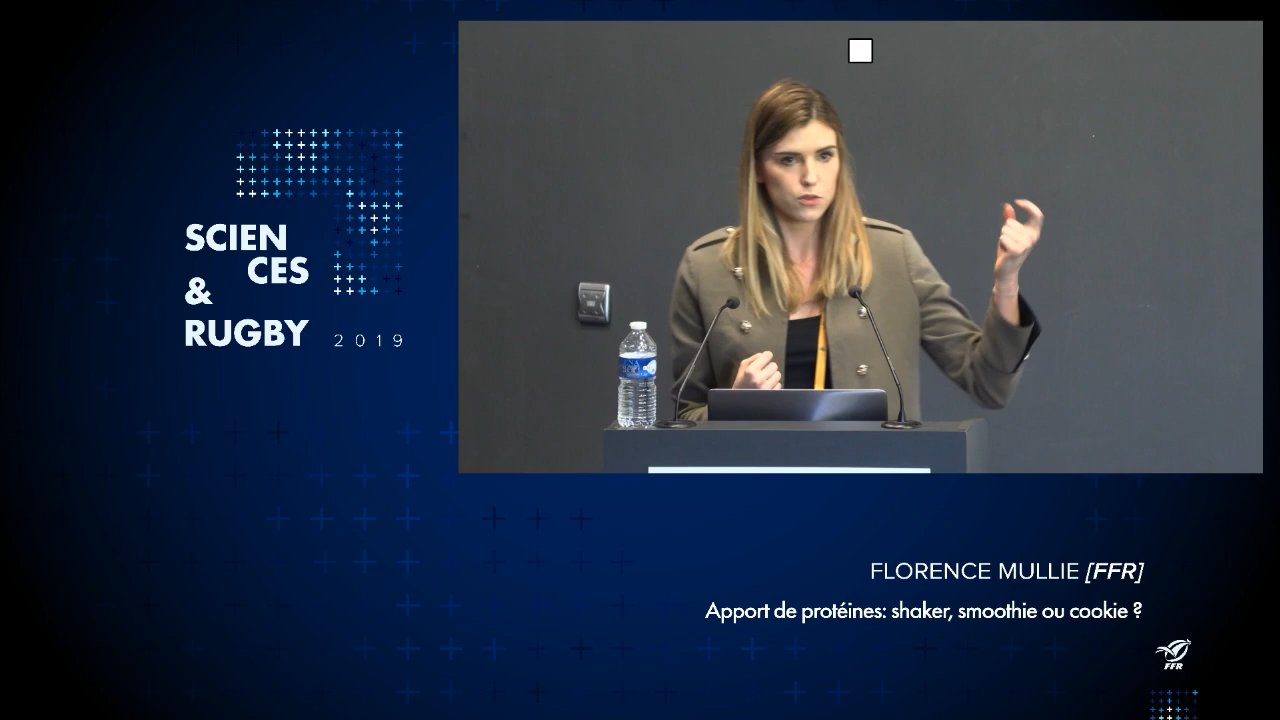 SCIEN
CES
&
RUGBY 2019
FLORENCE MULLIE [FFR]
Apport de protéines: shaker, smoothie ou cookie ?
FFR